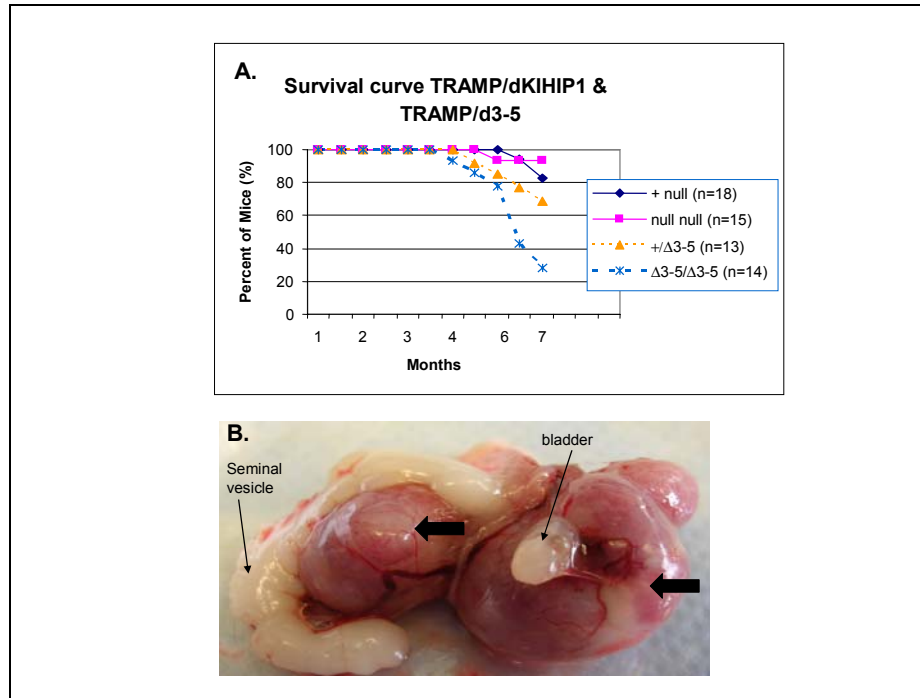 A.
Survival curve TRAMP/dKIHIP1 &
TRAMP/d3-5
Percent of Mice (%)
100
80
60
40
20
0
1 2 3 4 6 7
Months
+ null (n=18)
null null (n=15)
+/Δ3-5 (n=13)
Δ3-5/Δ3-5 (n=14)
B.
bladder
Seminal
vesicle